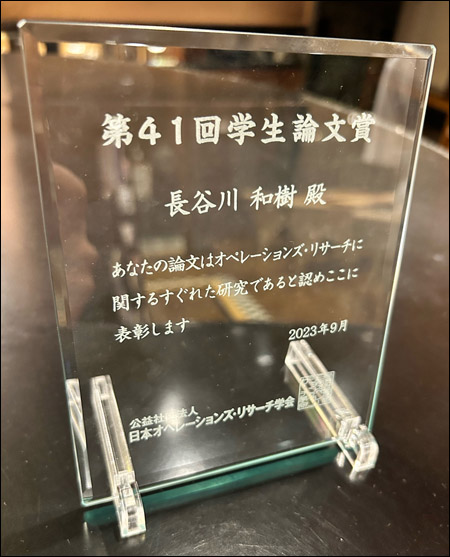 第41回学生論文賞
長谷川 和樹 殿
あなたの論文はオペレーションズ・リサーチに
関するすぐれた研究であると認めここに
表彰します
2023年9月
公益社団法人
日本オペレーションズ・リサーチ学会